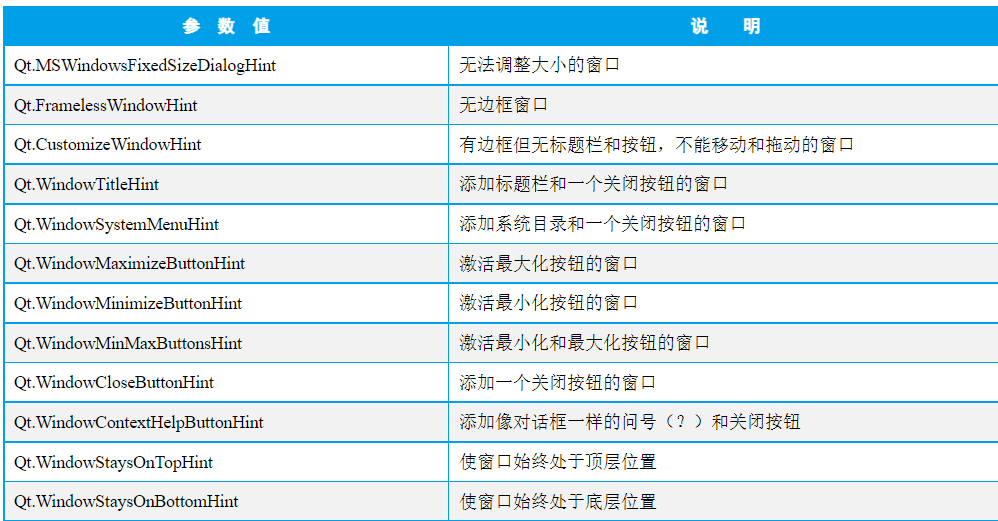 参 数 值 说 明
Qt.MSWindowsFixedSizeDialogHint 无法调整大小的窗口
Qt.FramelessWindowHint 无边框窗口
Qt.CustomizeWindowHint 有边框但无标题栏和按钮，不能移动和拖动的窗口
Qt.WindowTitleHint 添加标题栏和一个关闭按钮的窗口
Qt.WindowSystemMenuHint 添加系统目录和一个关闭按钮的窗口
Qt.WindowMaximizeButtonHint 激活最大化按钮的窗口
Qt.WindowMinimizeButtonHint 激活最小化按钮的窗口
Qt.WindowMinMaxButtonsHint 激活最小化和最大化按钮的窗口
Qt.WindowCloseButtonHint 添加一个关闭按钮的窗口
Qt.WindowContextHelpButtonHint 添加像对话框一样的问号（？）和关闭按钮
Qt.WindowStaysOnTopHint 使窗口始终处于顶层位置
Qt.WindowStaysOnBottomHint 使窗口始终处于底层位置